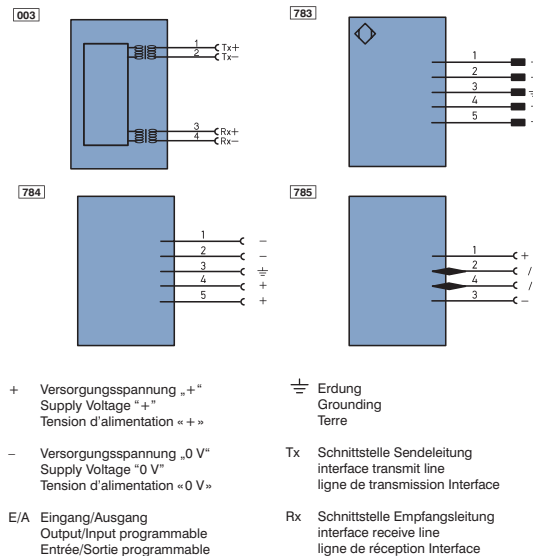 003
1 Tx+
2 Tx−
3 Rx+
4 Rx−
783
1
2
3
4
5
784
1 −
2 −
3
4 +
5 +
785
1 +
2 /
4 /
3 −
+ Versorgungsspannung „+“
Supply Voltage “+”
Tension d'alimentation «+»
− Versorgungsspannung „0 V“
Supply Voltage “0 V”
Tension d'alimentation «0 V»
E/A Eingang/Ausgang
Output/Input programmable
Entrée/Sortie programmable
Erdung
Grounding
Terre
Tx Schnittstelle Sendeleitung
interface transmit line
ligne de transmission Interface
Rx Schnittstelle Empfangsleitung
interface receive line
ligne de réception Interface